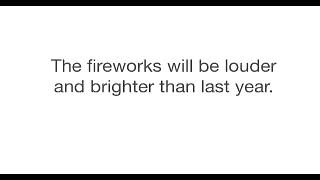 The fireworks will be louder
and brighter than last year.